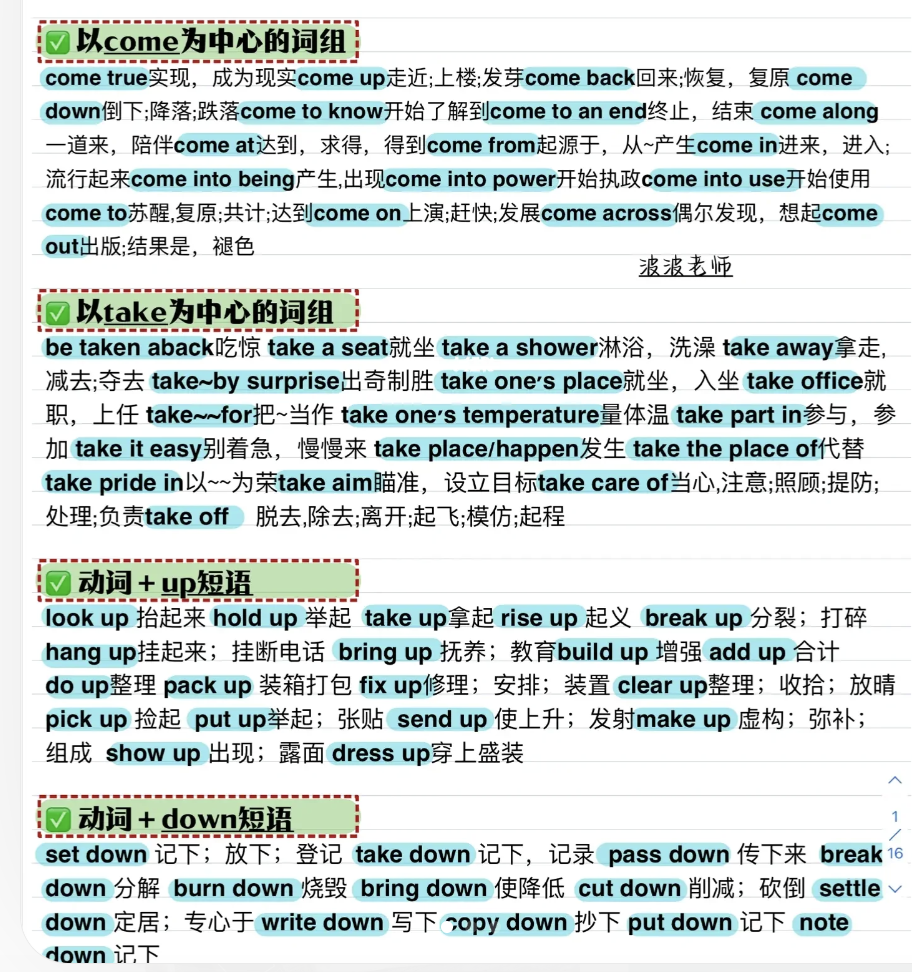 ✅ 以come为中心的词组
come true实现，成为现实come up走近;上楼;发芽come back回来;恢复，复原 come
down倒下;降落;跌落come to know开始了解到come to an end终止，结束 come along
一道来，陪伴come at达到，求得，得到come from起源于，从~产生come in进来，进入;
流行起来come into being产生,出现come into power开始执政come into use开始使用
come to苏醒,复原;共计;达到come on上演;赶快;发展come across偶尔发现，想起come
out出版;结果是，褪色
波波老师
✅ 以take为中心的词组
be taken aback吃惊 take a seat就坐 take a shower淋浴，洗澡 take away拿走,
减去;夺去 take~by surprise出奇制胜 take one's place就坐，入坐 take office就
职，上任 take~~for把~当作 take one's temperature量体温 take part in参与，参
加 take it easy别着急，慢慢来 take place/happen发生 take the place of代替
take pride in以~~为荣take aim瞄准，设立目标take care of当心,注意;照顾;提防;
处理;负责take off 脱去,除去;离开;起飞;模仿;起程
✅ 动词＋up短语
look up 抬起来 hold up 举起 take up拿起 rise up 起义 break up 分裂；打碎
hang up挂起来；挂断电话 bring up 抚养；教育build up 增强 add up 合计
do up整理 pack up 装箱打包 fix up修理；安排；装置 clear up整理；收拾；放晴
pick up 捡起 put up举起；张贴 send up 使上升；发射make up 虚构；弥补；
组成 show up 出现；露面 dress up穿上盛装
✅ 动词＋down短语
set down 记下；放下；登记 take down 记下，记录 pass down 传下来 break
down 分解 burn down 烧毁 bring down 使降低 cut down 削减；砍倒 settle
down 定居；专心于 write down 写下 copy down 抄下 put down 记下 note
down 记下
1
/
16